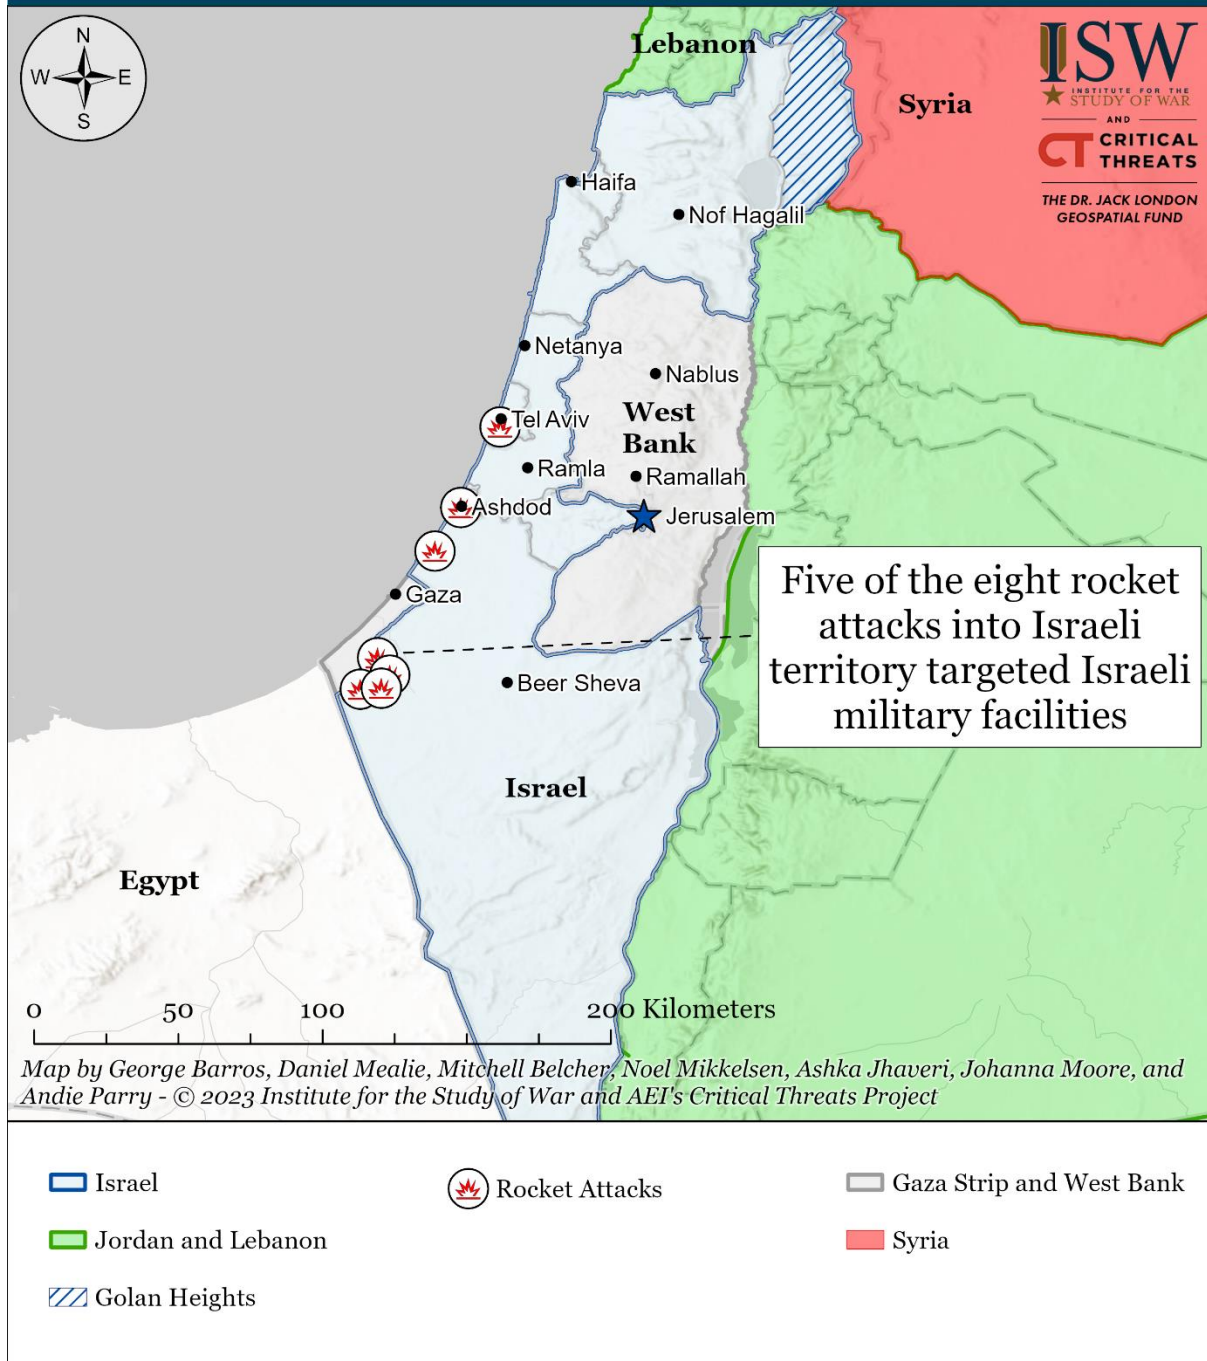 N
W
E
S
Lebanon
Syria
ISW
INSTITUTE FOR THE
STUDY OF WAR
AND
CT CRITICAL
THREATS
THE DR. JACK LONDON
GEOSPATIAL FUND
Haifa
Nof Hagalil
Netanya
Nablus
West
Bank
Tel Aviv
Ramla
Ramallah
Ashdod
Jerusalem
Gaza
Five of the eight rocket
attacks into Israeli
territory targeted Israeli
military facilities
Beer Sheva
Israel
Egypt
0 50 100 200 Kilometers
Map by George Barros, Daniel Mealie, Mitchell Belcher, Noel Mikkelsen, Ashka Jhaveri, Johanna Moore, and
Andie Parry - © 2023 Institute for the Study of War and AEI's Critical Threats Project
Israel
Rocket Attacks
Gaza Strip and West Bank
Jordan and Lebanon
Syria
Golan Heights